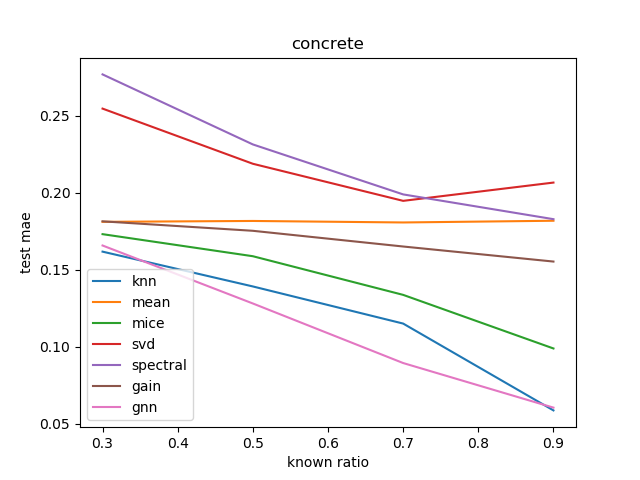 concrete
test mae
0.25
0.20
0.15
0.10
0.05
knn
mean
mice
svd
spectral
gain
gnn
0.3 0.4 0.5 0.6 0.7 0.8 0.9
known ratio